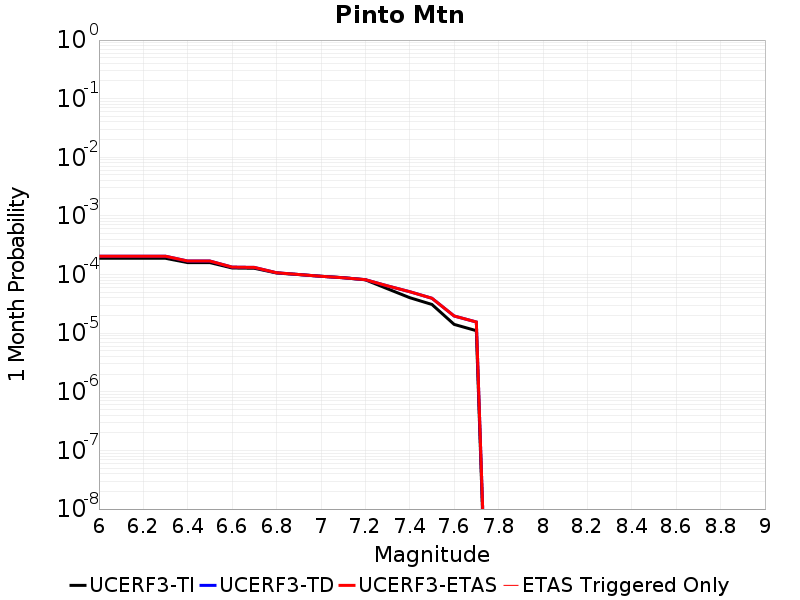 Pinto Mtn
1 Month Probability
10^0
10^-1
10^-2
10^-3
10^-4
10^-5
10^-6
10^-7
10^-8
6 6.2 6.4 6.6 6.8 7 7.2 7.4 7.6 7.8 8 8.2 8.4 8.6 8.8 9
Magnitude
UCERF3-TI UCERF3-TD UCERF3-ETAS ETAS Triggered Only